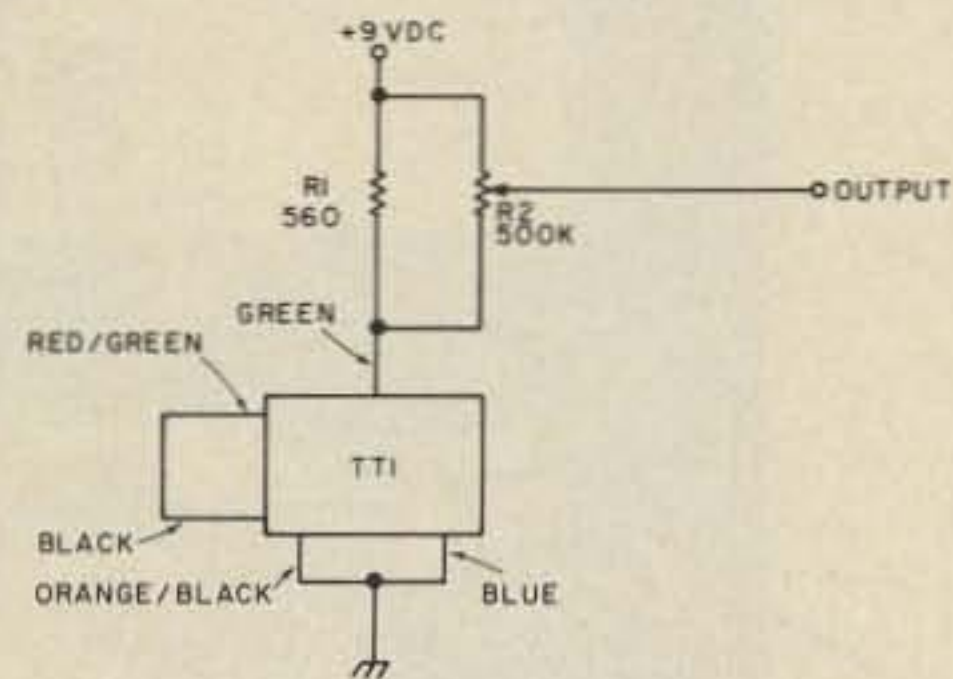 +9 VDC
R1
560
R2
500K
OUTPUT
GREEN
RED/GREEN
TT1
BLACK
ORANGE/BLACK
BLUE